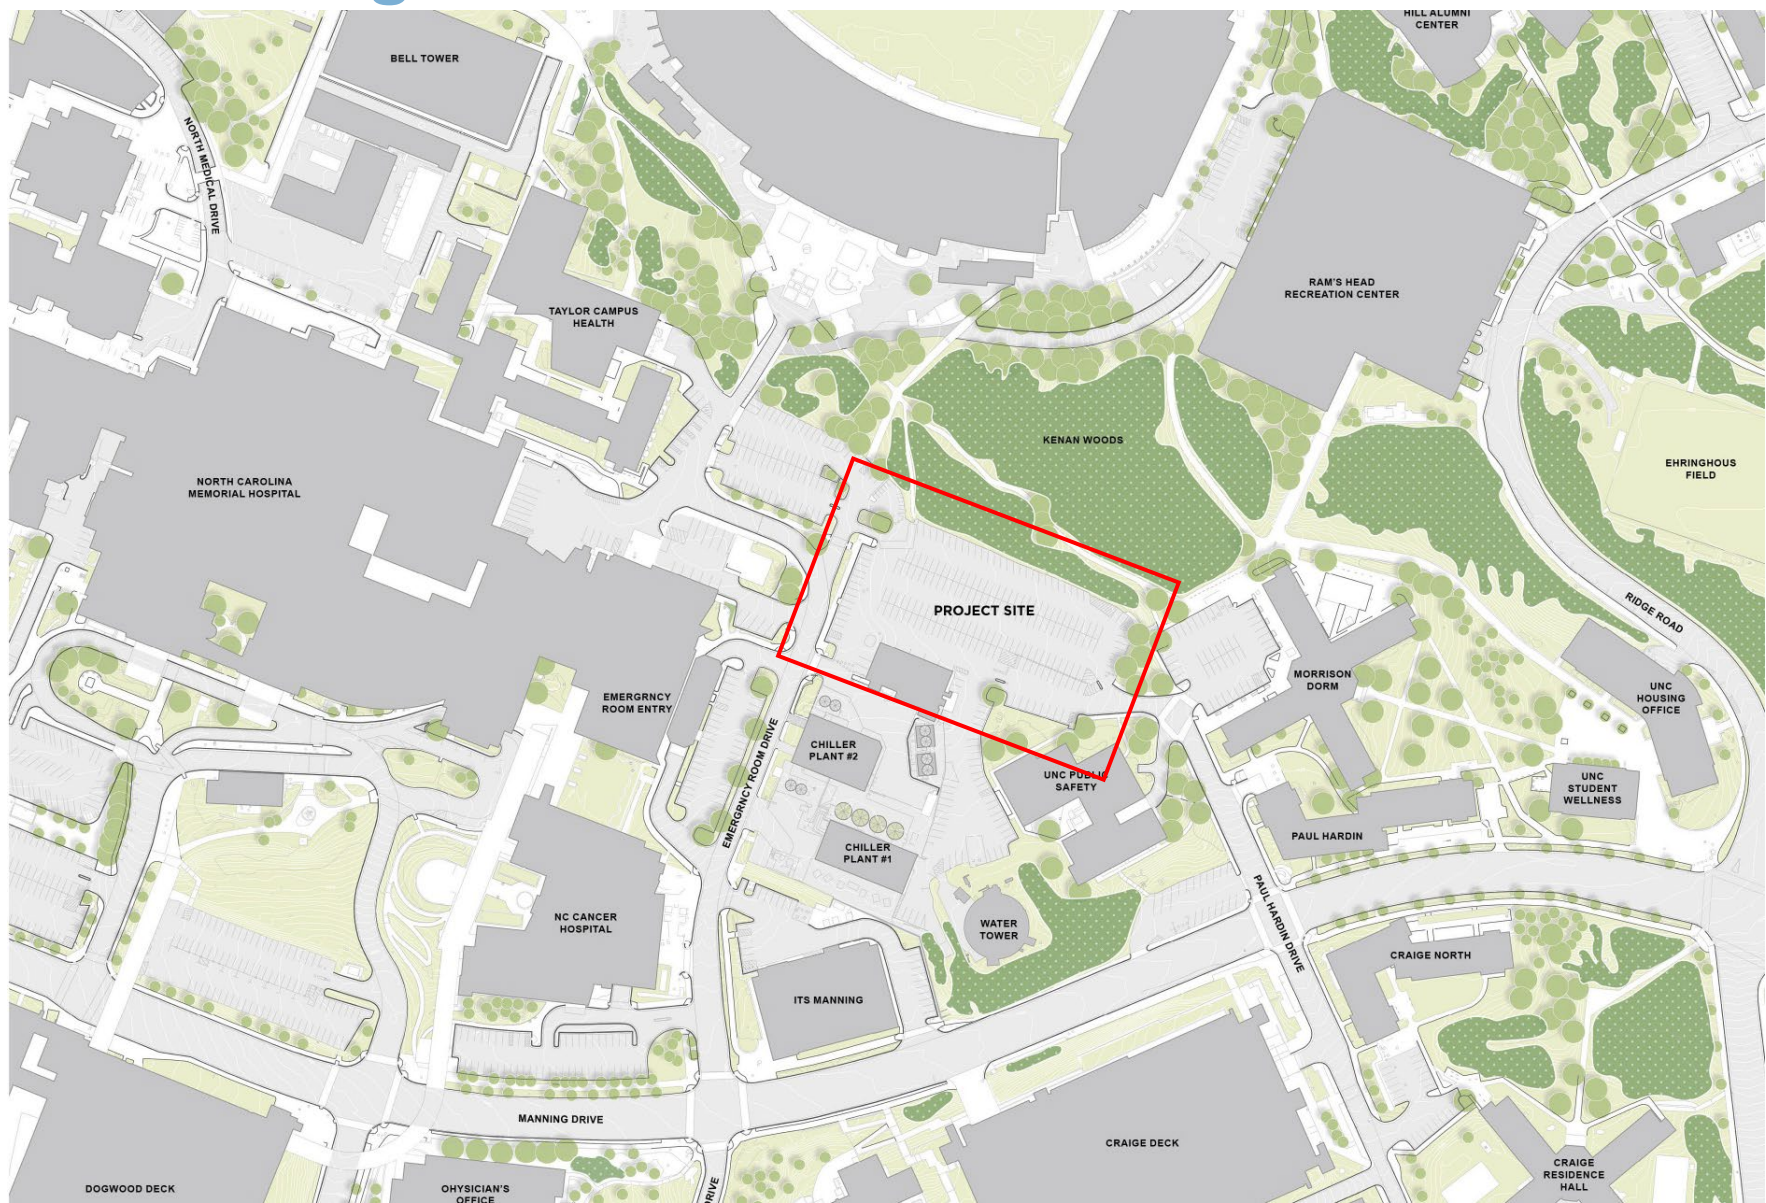 HILL ALUMNI
CENTER
BELL TOWER
NORTH MEDICAL DRIVE
RAM'S HEAD
RECREATION CENTER
TAYLOR CAMPUS
HEALTH
KENAN WOODS
EHRINGHOUS
FIELD
NORTH CAROLINA
MEMORIAL HOSPITAL
PROJECT SITE
RIDGE ROAD
MORRISON
DORM
UNC
HOUSING
OFFICE
EMERGRNCY
ROOM ENTRY
EMERGRNCY ROOM DRIVE
CHILLER
PLANT #2
UNC PUBLIC
SAFETY
UNC
STUDENT
WELLNESS
PAUL HARDIN
CHILLER
PLANT #1
PAUL HARDIN DRIVE
NC CANCER
HOSPITAL
WATER
TOWER
CRAIGE NORTH
ITS MANNING
MANNING DRIVE
CRAIGE DECK
CRAIGE
RESIDENCE
HALL
DOGWOOD DECK
OHYSICIAN'S
OFFICE
DRIVE